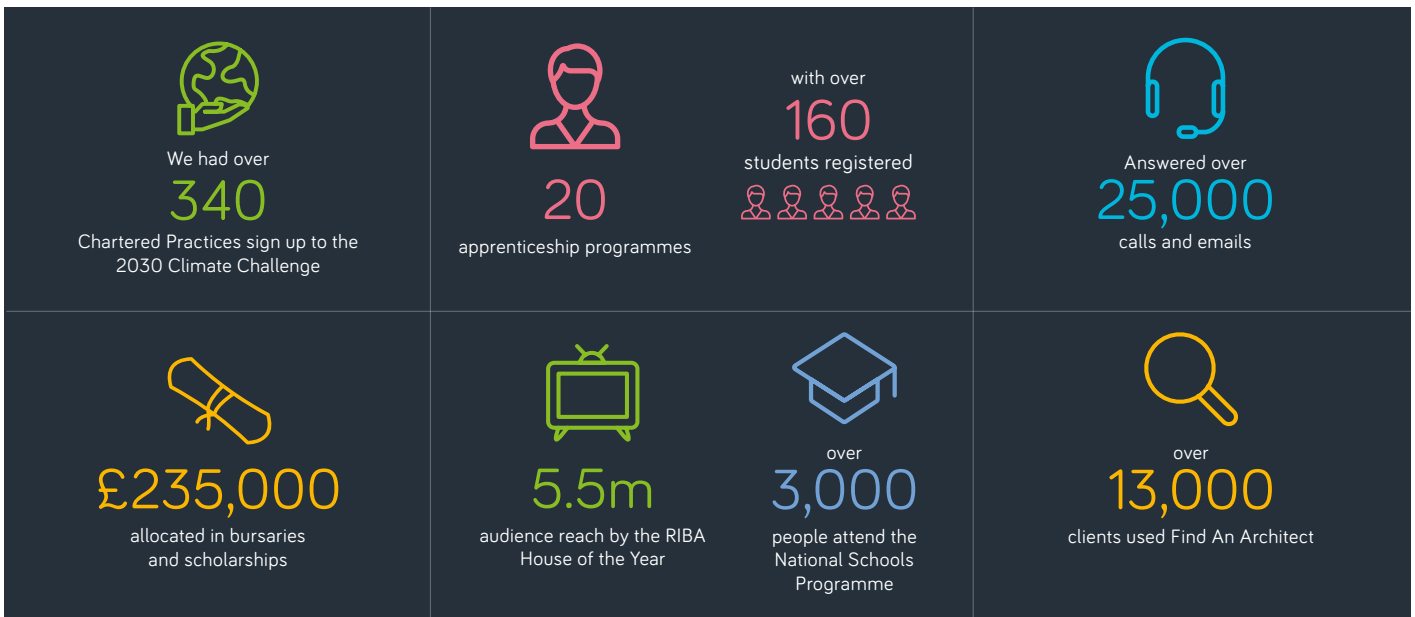 We had over
340
Chartered Practices sign up to the
2030 Climate Challenge
20
apprenticeship programmes
with over
160
students registered
Answered over
25,000
calls and emails
£235,000
allocated in bursaries
and scholarships
5.5m
audience reach by the RIBA
House of the Year
over
3,000
people attend the
National Schools
Programme
over
13,000
clients used Find An Architect